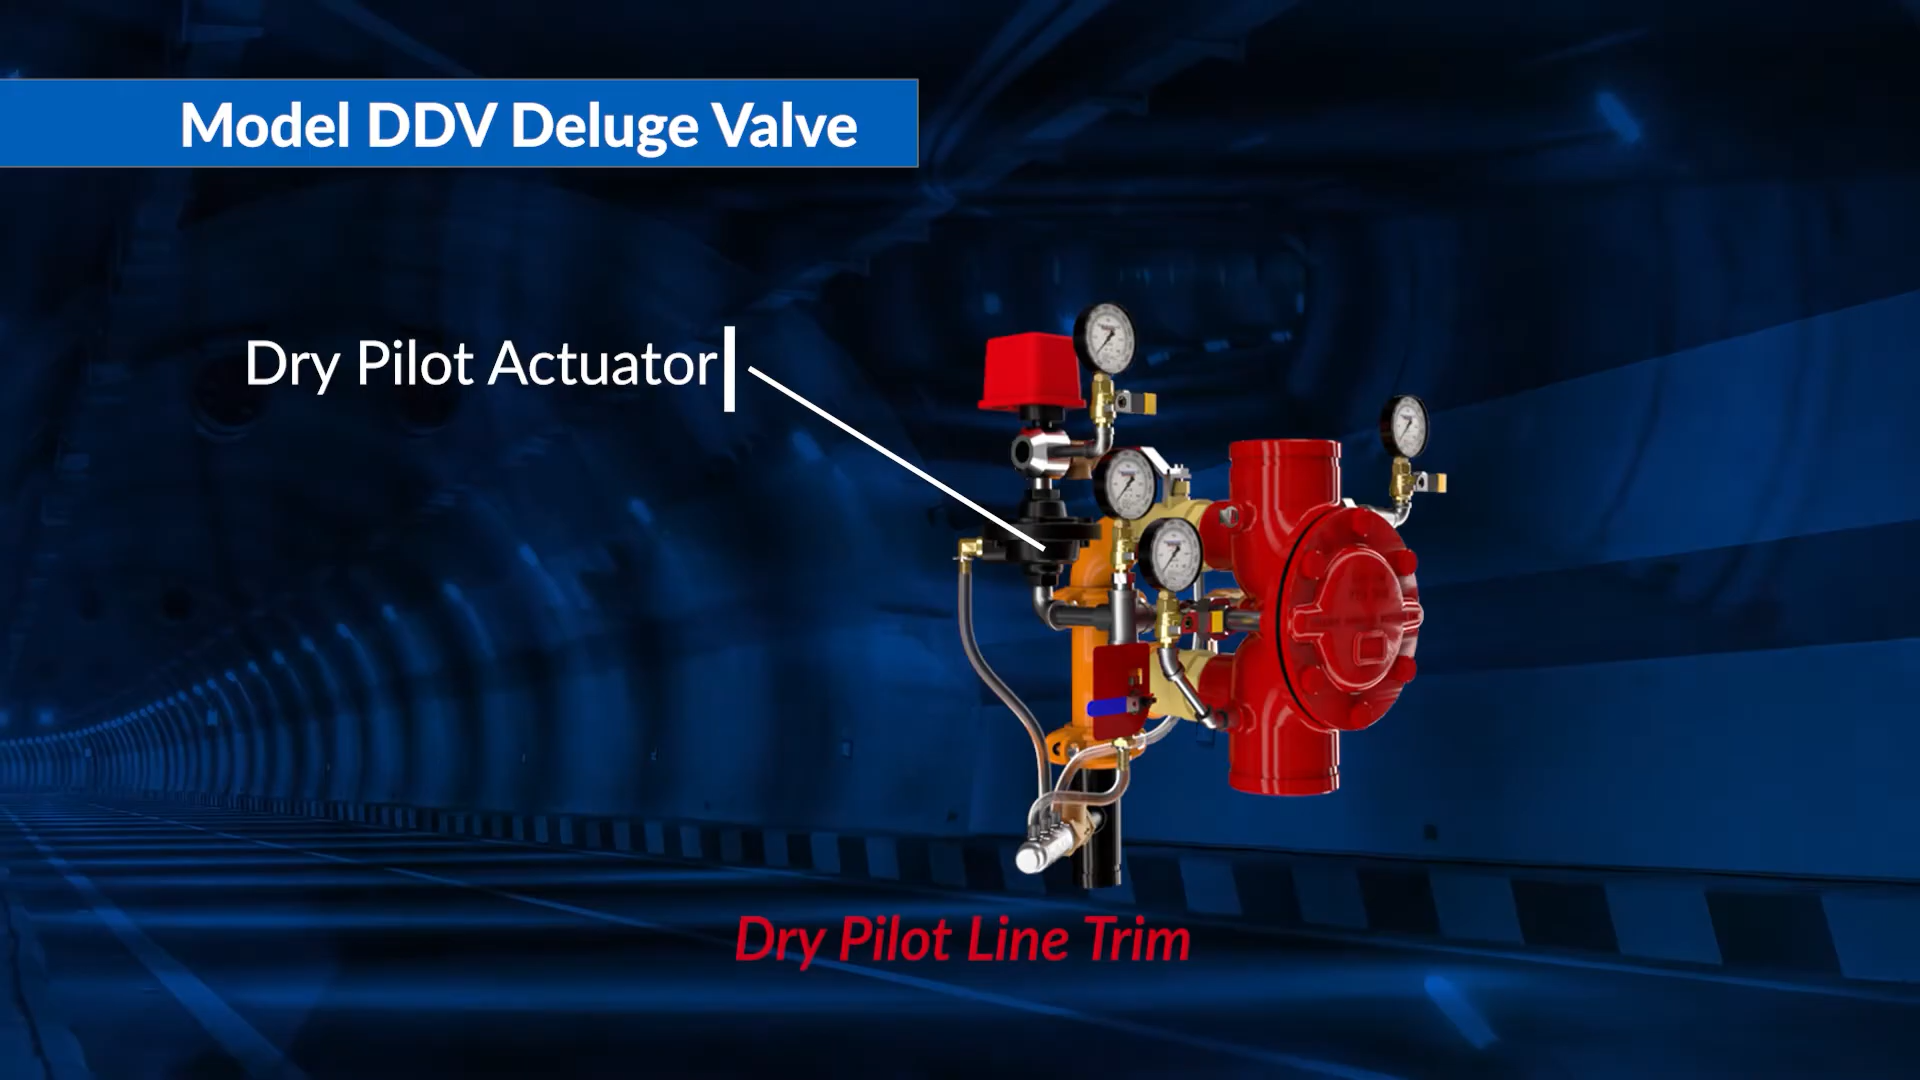 Model DDV Deluge Valve
Dry Pilot Actuator
Dry Pilot Line Trim